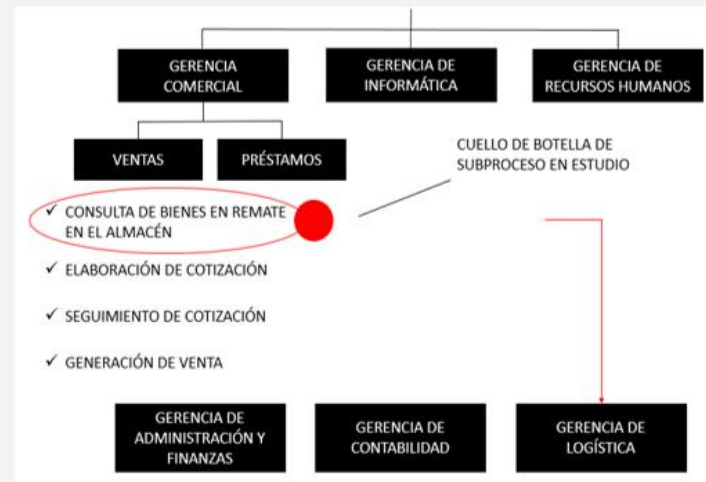 GERENCIA
COMERCIAL
GERENCIA DE
INFORMÁTICA
GERENCIA DE
RECURSOS HUMANOS
VENTAS
PRÉSTAMOS
CUELLO DE BOTELLA DE
SUBPROCESO EN ESTUDIO
✓ CONSULTA DE BIENES EN REMATE
EN EL ALMACÉN
✓ ELABORACIÓN DE COTIZACIÓN
✓ SEGUIMIENTO DE COTIZACIÓN
✓ GENERACIÓN DE VENTA
GERENCIA DE
ADMINISTRACIÓN Y
FINANZAS
GERENCIA DE
CONTABILIDAD
GERENCIA DE
LOGÍSTICA